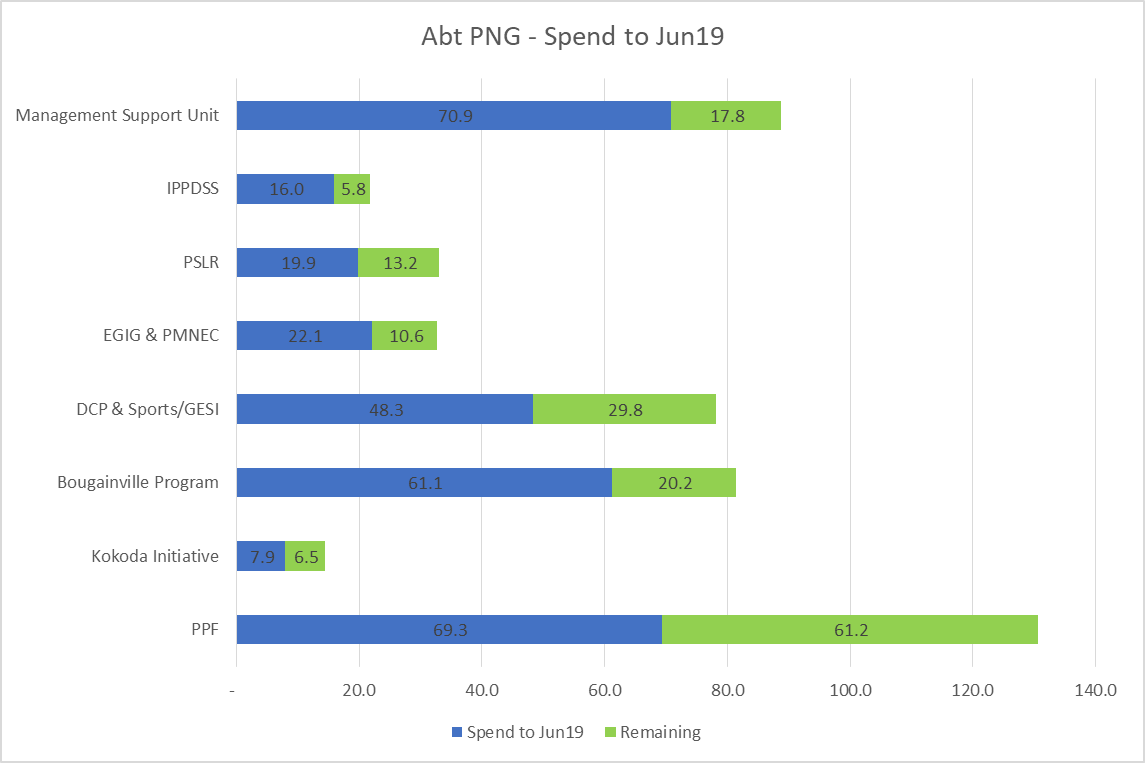 Abt PNG - Spend to Jun19
Management Support Unit 70.9 17.8
IPPDSS 16.0 5.8
PSLR 19.9 13.2
EGIG & PMNEC 22.1 10.6
DCP & Sports/GESI 48.3 29.8
Bougainville Program 61.1 20.2
Kokoda Initiative 7.9 6.5
PPF 69.3 61.2
- 20.0 40.0 60.0 80.0 100.0 120.0 140.0
Spend to Jun19 Remaining